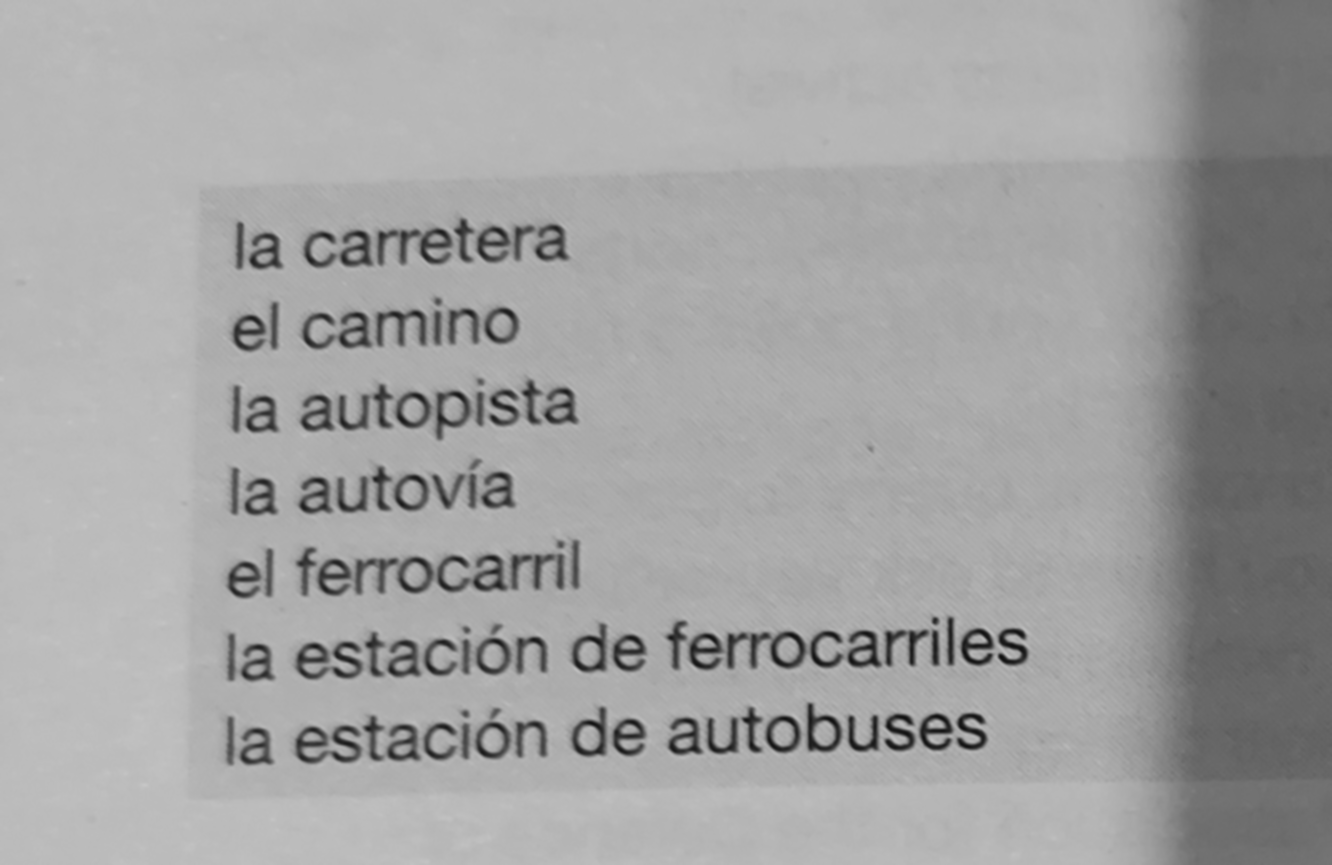 la carretera
el camino
la autopista
la autovía
el ferrocarril
la estación de ferrocarriles
la estación de autobuses